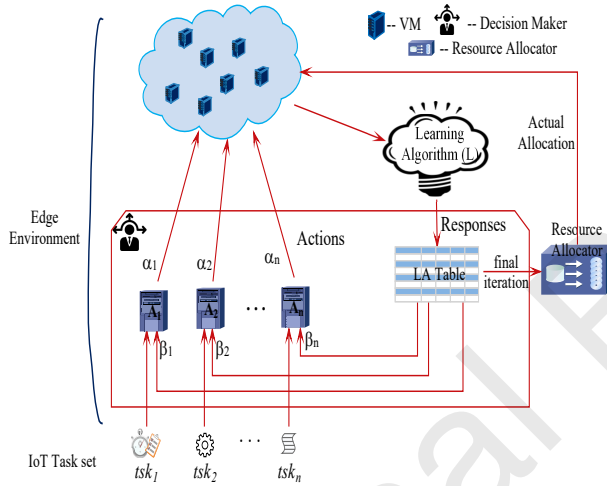 -- VM
-- Decision Maker
-- Resource Allocator
Learning
Algorithm (L)
Actual
Allocation
Edge
Environment
α1
α2
αn
Actions
Responses
Resource
Allocator
LA Table
final
iteration
A1
A2
...
An
β1
β2
βn
IoT Task set
...
tsk1
tsk2
tskn